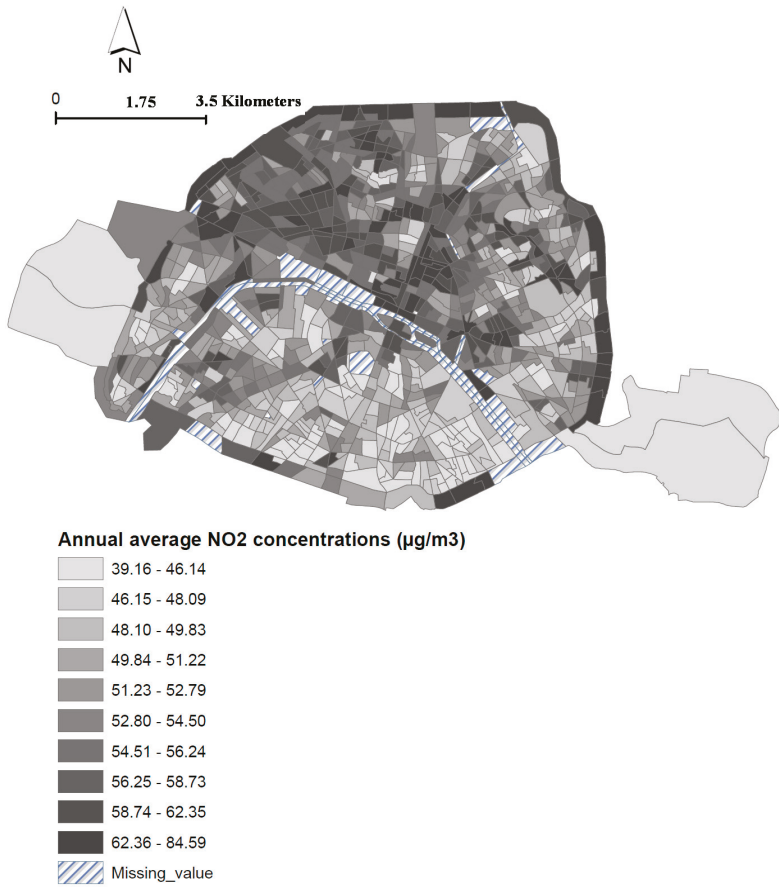 N
0 1.75 3.5 Kilometers
Annual average NO2 concentrations (µg/m3)
39.16 - 46.14
46.15 - 48.09
48.10 - 49.83
49.84 - 51.22
51.23 - 52.79
52.80 - 54.50
54.51 - 56.24
56.25 - 58.73
58.74 - 62.35
62.36 - 84.59
Missing_value